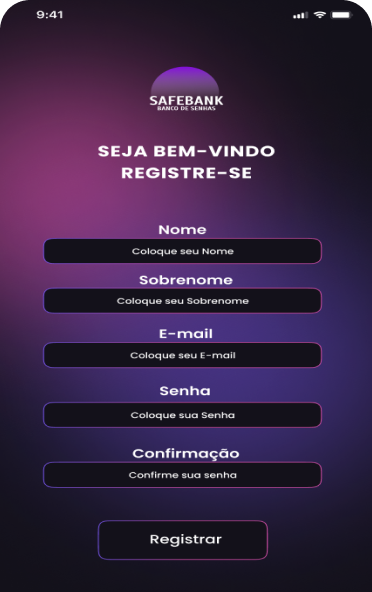 9:41
SAFEBANK
BANCO DE SENHAS
SEJA BEM-VINDO
REGISTRE-SE
Nome
Coloque seu Nome
Sobrenome
Coloque seu Sobrenome
E-mail
Coloque seu E-mail
Senha
Coloque sua Senha
Confirmação
Confirme sua senha
Registrar